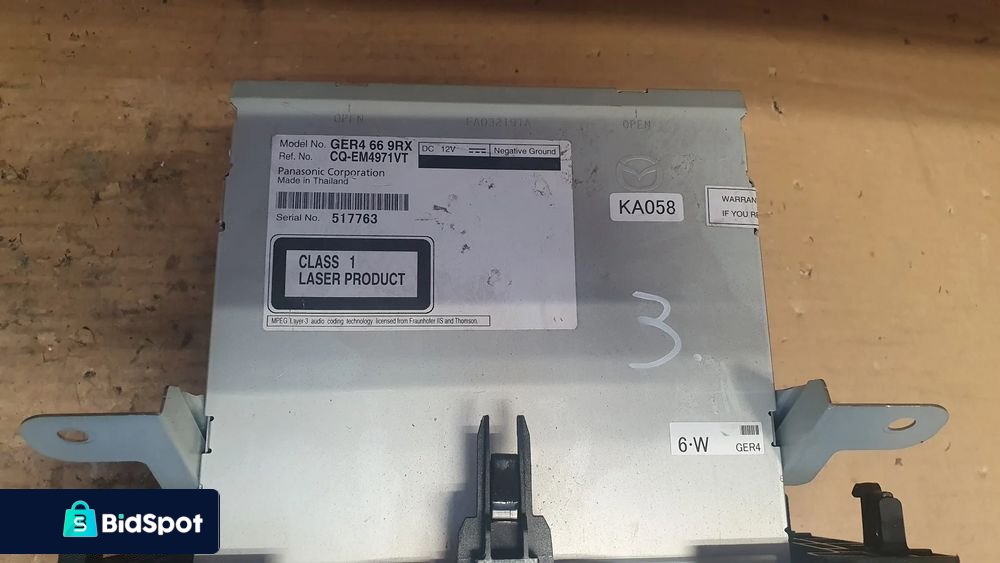 OPEN
EA032191A
OPEN
Model No. GER4 66 9RX
Ref. No. CQ-EM4971VT
DC 12V Negative Ground
Panasonic Corporation
Made in Thailand
Serial No. 517763
CLASS 1
LASER PRODUCT
MPEG Layer-3 audio coding technology licensed from Fraunhofer IIS and Thomson.
KA058
IF YOU
3
6·W
GER4
BidSpot